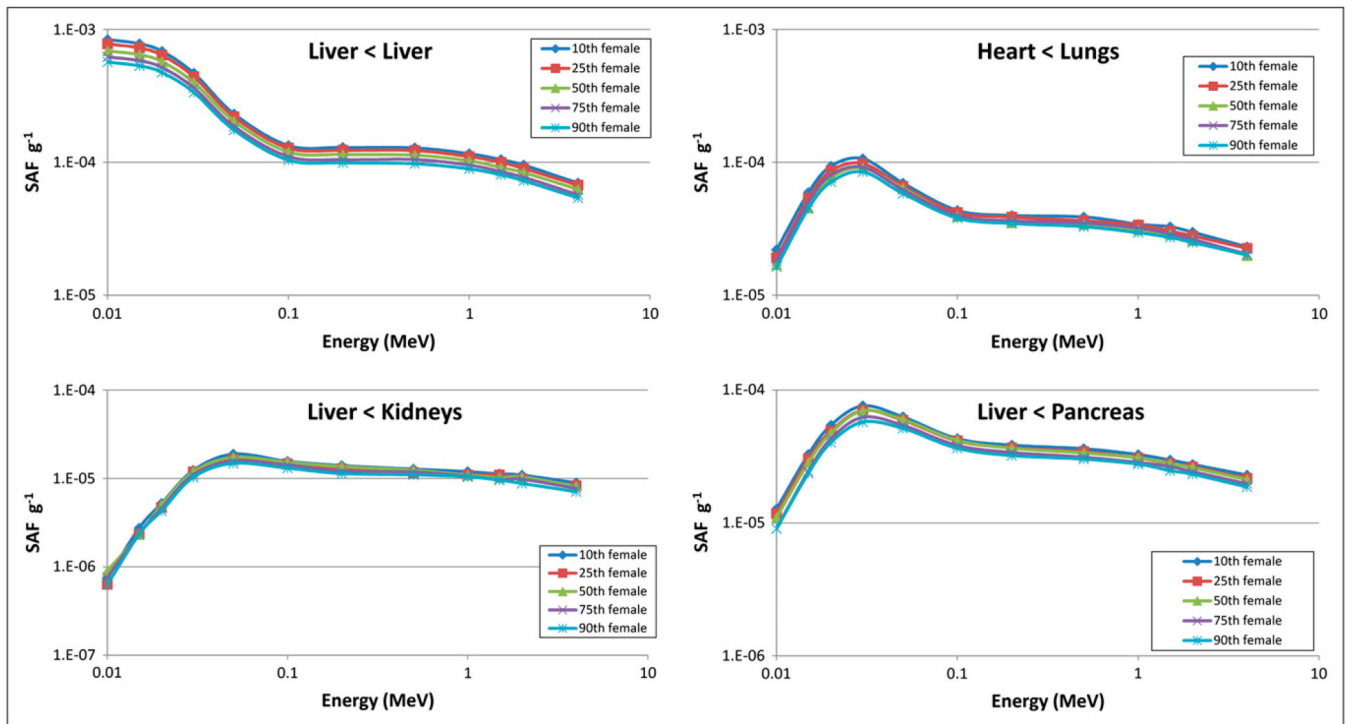 Liver < Liver
1.E-03
1.E-04
1.E-05
SAF g-1
0.01
0.1
1
10
Energy (MeV)
10th female
25th female
50th female
75th female
90th female
Heart < Lungs
1.E-03
1.E-04
1.E-05
SAF g-1
0.01
0.1
1
10
Energy (MeV)
10th female
25th female
50th female
75th female
90th female
Liver < Kidneys
1.E-04
1.E-05
1.E-06
1.E-07
SAF g-1
0.01
0.1
1
10
Energy (MeV)
10th female
25th female
50th female
75th female
90th female
Liver < Pancreas
1.E-04
1.E-05
1.E-06
SAF g-1
0.01
0.1
1
10
Energy (MeV)
10th female
25th female
50th female
75th female
90th female